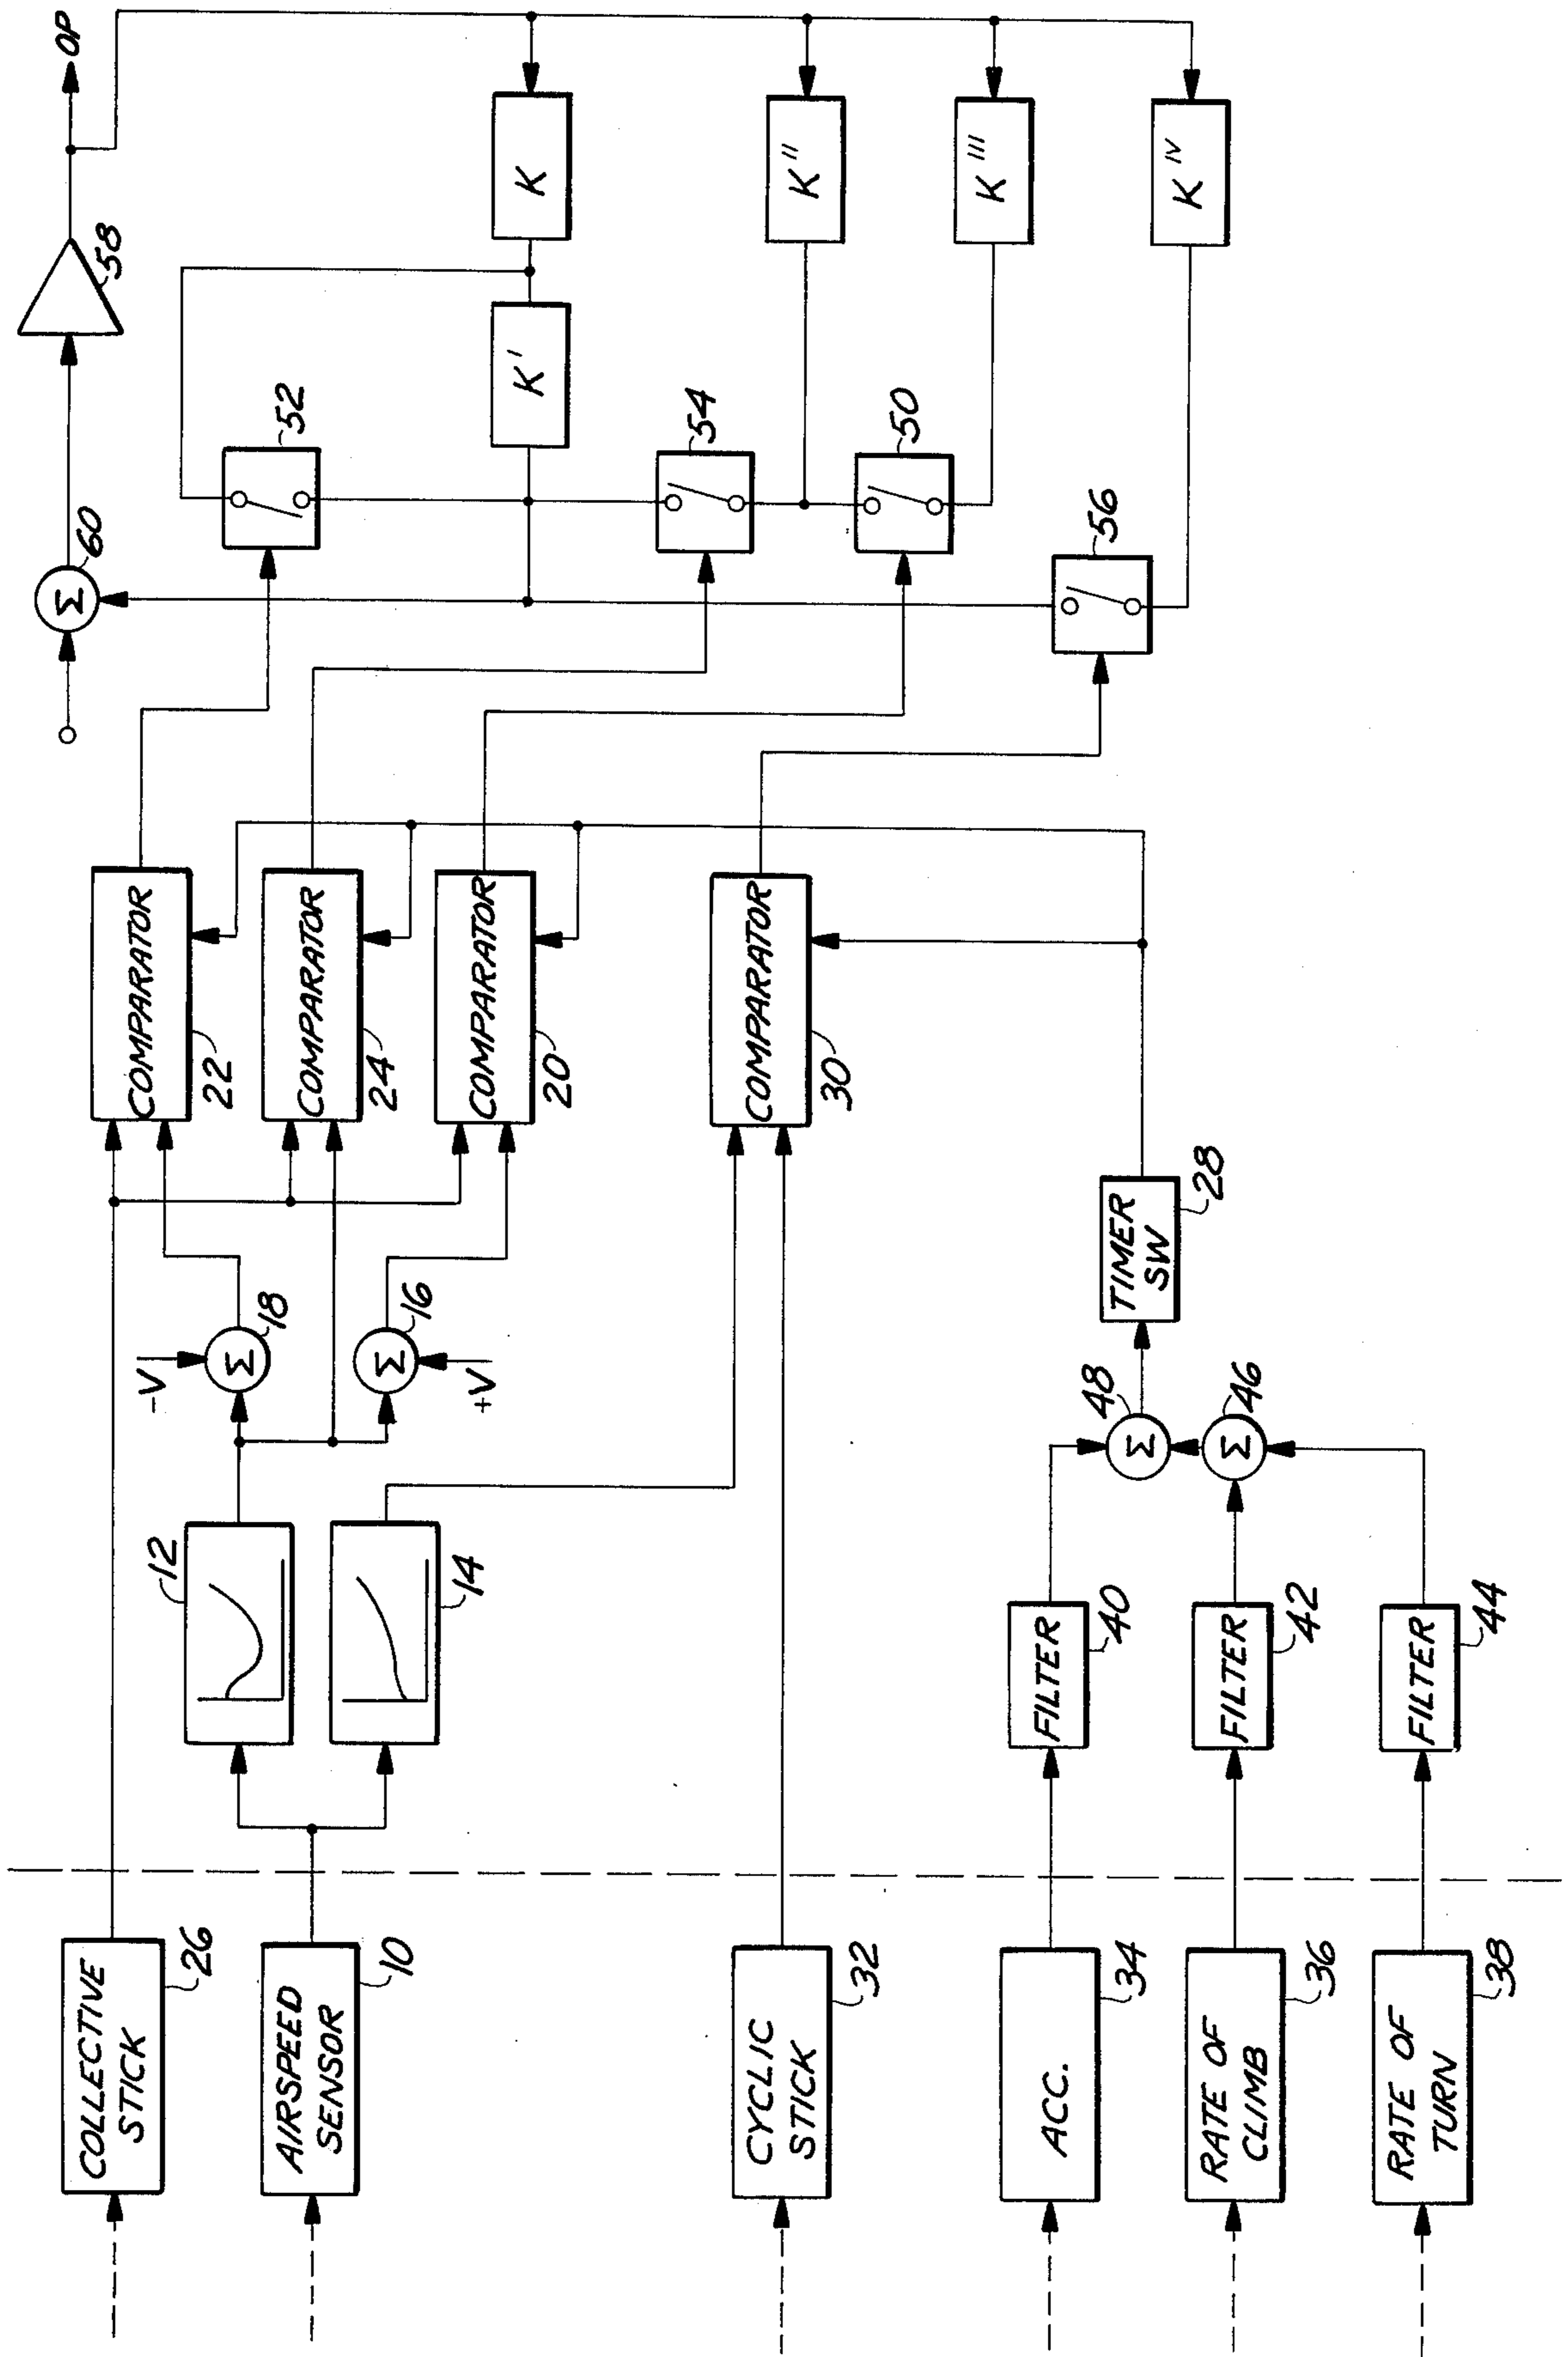 COLLECTIVE
STICK
26
AIRSPEED
SENSOR
10
CYCLIC
STICK
32
ACC.
34
RATE OF
CLIMB
36
RATE OF
TURN
38
12
14
FILTER
40
FILTER
42
FILTER
44
-V
Σ
18
Σ
16
+V
Σ
48
Σ
46
TIMER
SW
28
COMPARATOR
22
COMPARATOR
24
COMPARATOR
20
COMPARATOR
30
Σ
60
52
54
50
56
58
OP
K'
K
K''
K'''
K^IV